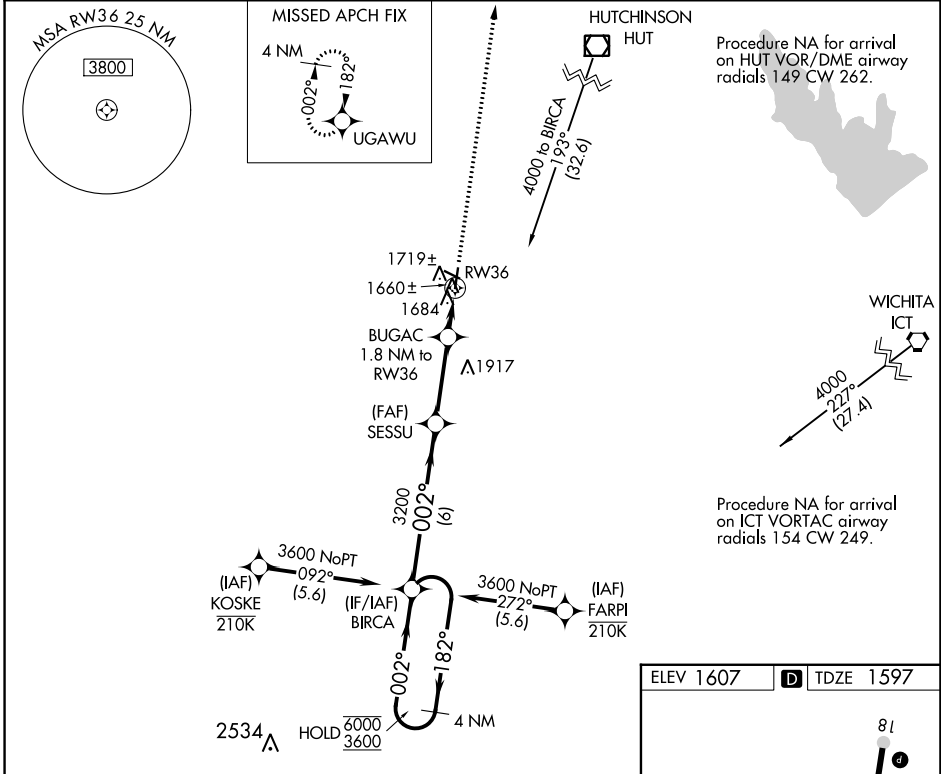 MSA RW36 25 NM
3800
MISSED APCH FIX
4 NM
002°
182°
UGAWU
HUTCHINSON
HUT
4000 to BIRCA
193°
(32.6)
Procedure NA for arrival
on HUT VOR/DME airway
radials 149 CW 262.
1719±
RW36
1660±
1684
BUGAC
1.8 NM to
RW36
1917
WICHITA
ICT
4000
227°
(27.4)
(FAF)
SESSU
3200
002°
(6)
Procedure NA for arrival
on ICT VORTAC airway
radials 154 CW 249.
3600 NoPT
092°
(5.6)
(IAF)
KOSKE
210K
(IF/IAF)
BIRCA
3600 NoPT
272°
(5.6)
(IAF)
FARPI
210K
002°
182°
4 NM
HOLD
6000
3600
2534
ELEV 1607
D
TDZE 1597
18
P